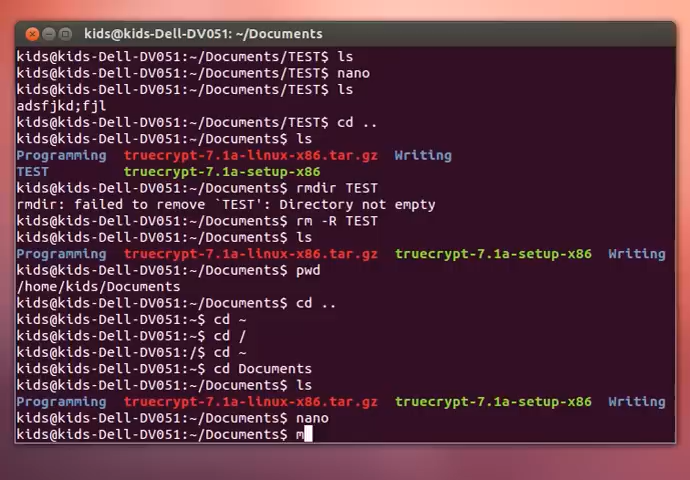 kids@kids-Dell-DV051: ~/Documents
kids@kids-Dell-DV051:~/Documents/TEST$ ls
kids@kids-Dell-DV051:~/Documents/TEST$ nano
kids@kids-Dell-DV051:~/Documents/TEST$ ls
adsfjkd;fjl
kids@kids-Dell-DV051:~/Documents/TEST$ cd ..
kids@kids-Dell-DV051:~/Documents$ ls
Programming  truecrypt-7.1a-linux-x86.tar.gz  Writing
TEST         truecrypt-7.1a-setup-x86
kids@kids-Dell-DV051:~/Documents$ rmdir TEST
rmdir: failed to remove `TEST': Directory not empty
kids@kids-Dell-DV051:~/Documents$ rm -R TEST
kids@kids-Dell-DV051:~/Documents$ ls
Programming  truecrypt-7.1a-linux-x86.tar.gz  truecrypt-7.1a-setup-x86  Writing
kids@kids-Dell-DV051:~/Documents$ pwd
/home/kids/Documents
kids@kids-Dell-DV051:~/Documents$ cd ..
kids@kids-Dell-DV051:~$ cd ~
kids@kids-Dell-DV051:~$ cd /
kids@kids-Dell-DV051:/$ cd ~
kids@kids-Dell-DV051:~$ cd Documents
kids@kids-Dell-DV051:~/Documents$ ls
Programming  truecrypt-7.1a-linux-x86.tar.gz  truecrypt-7.1a-setup-x86  Writing
kids@kids-Dell-DV051:~/Documents$ nano
kids@kids-Dell-DV051:~/Documents$ m